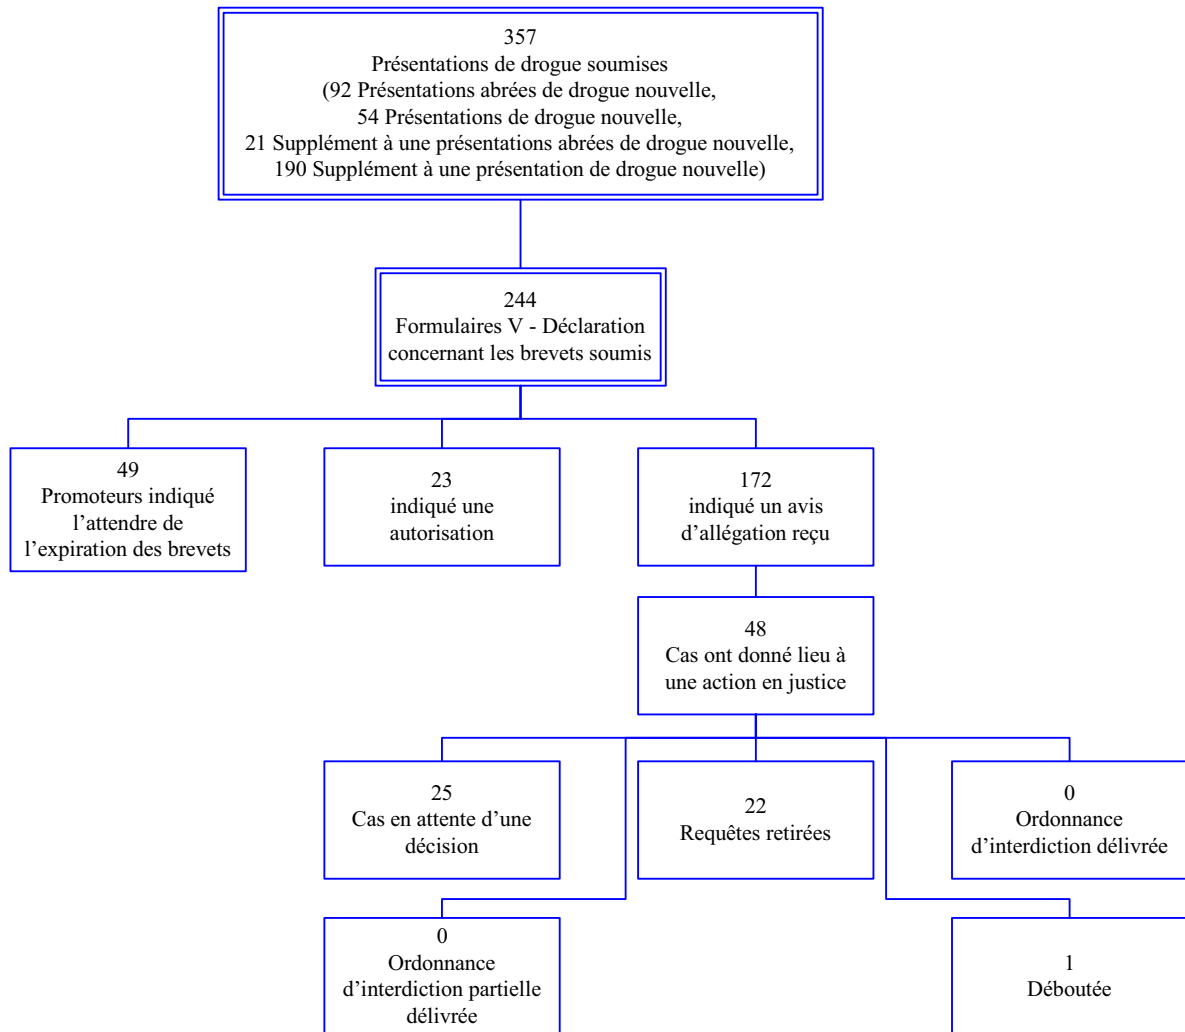 357
Présentations de drogue soumises
(92 Présentations abrées de drogue nouvelle,
54 Présentations de drogue nouvelle,
21 Supplément à une présentations abrées de drogue nouvelle,
190 Supplément à une présentation de drogue nouvelle)
244
Formulaires V - Déclaration
concernant les brevets soumis
49
Promoteurs indiqué
l’attendre de
l’expiration des brevets
23
indiqué une
autorisation
172
indiqué un avis
d’allégation reçu
48
Cas ont donné lieu à
une action en justice
25
Cas en attente d’une
décision
22
Requêtes retirées
0
Ordonnance
d’interdiction délivrée
0
Ordonnance
d’interdiction partielle
délivrée
1
Déboutée